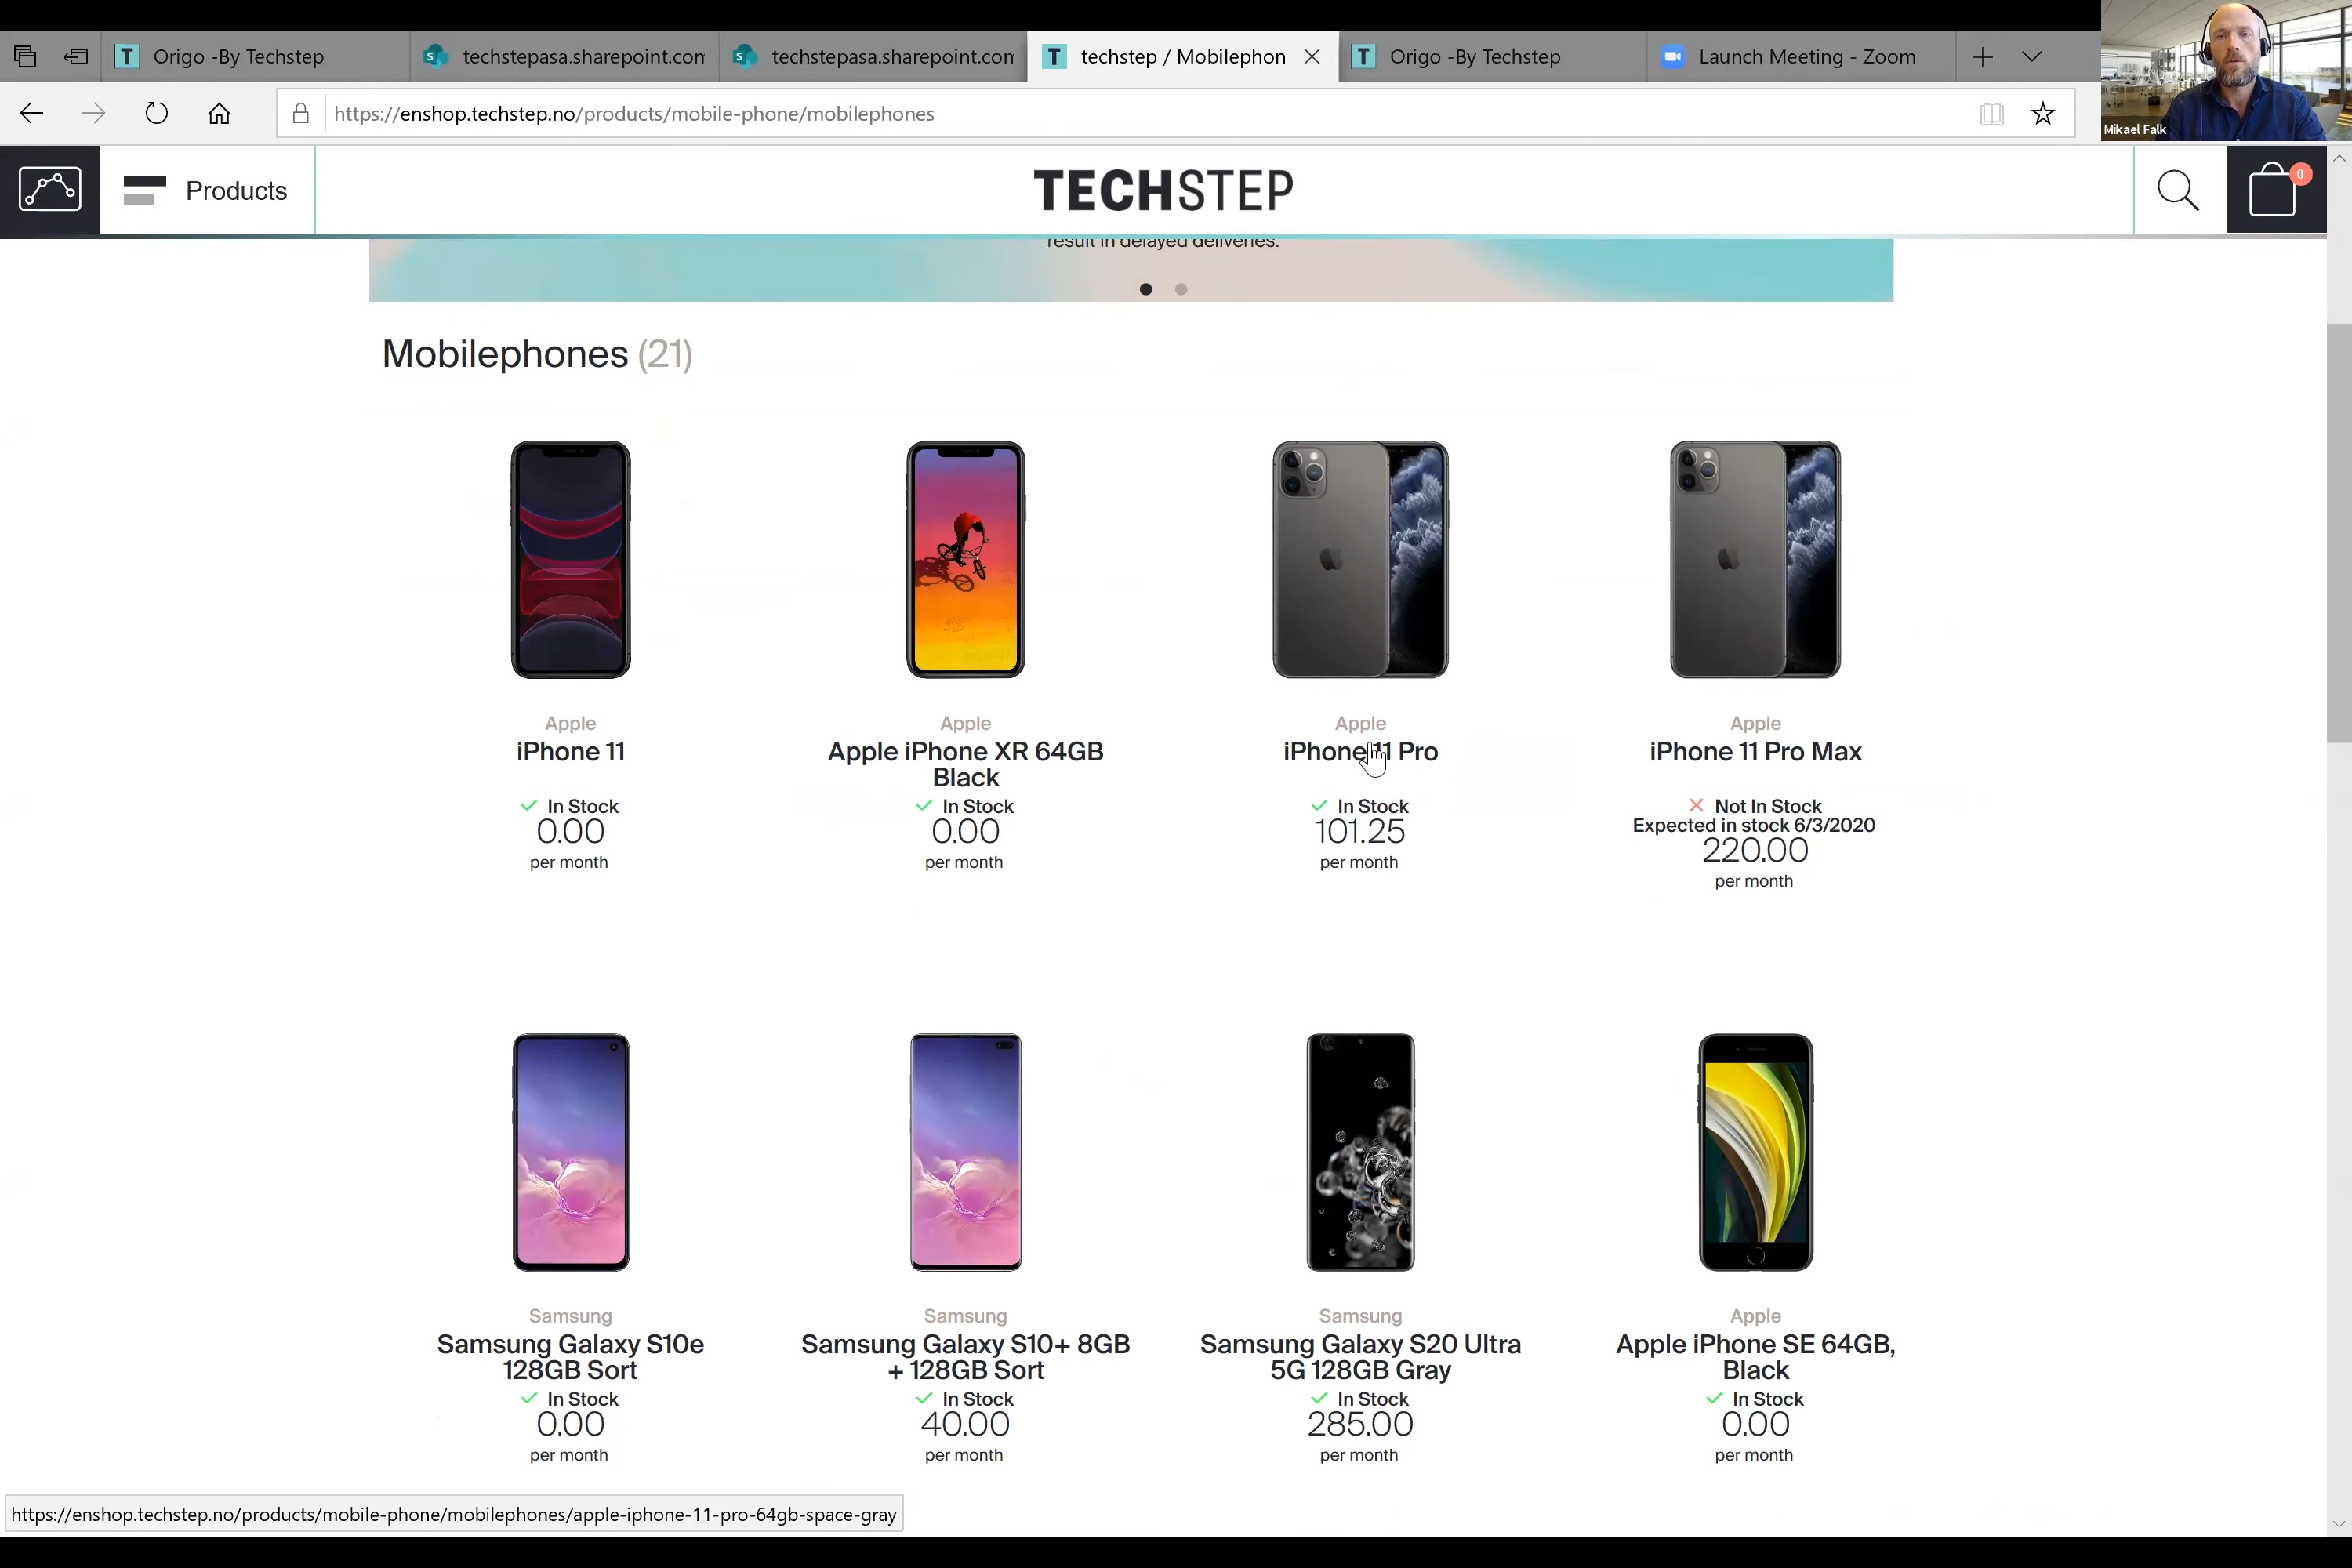 Origo -By Techstep
techstepasa.sharepoint.com
techstepasa.sharepoint.com
techstep / Mobilephon
Origo -By Techstep
Launch Meeting - Zoom
https://enshop.techstep.no/products/mobile-phone/mobilephones
Mikael Falk
Products
TECHSTEP
0
result in delayed deliveries.
Mobilephones (21)
Apple
iPhone 11
In Stock
0.00
per month
Apple
Apple iPhone XR 64GB
Black
In Stock
0.00
per month
Apple
iPhone 11 Pro
In Stock
101.25
per month
Apple
iPhone 11 Pro Max
Not In Stock
Expected in stock 6/3/2020
220.00
per month
Samsung
Samsung Galaxy S10e
128GB Sort
In Stock
0.00
per month
Samsung
Samsung Galaxy S10+ 8GB
+ 128GB Sort
In Stock
40.00
per month
Samsung
Samsung Galaxy S20 Ultra
5G 128GB Gray
In Stock
285.00
per month
Apple
Apple iPhone SE 64GB,
Black
In Stock
0.00
per month
https://enshop.techstep.no/products/mobile-phone/mobilephones/apple-iphone-11-pro-64gb-space-gray